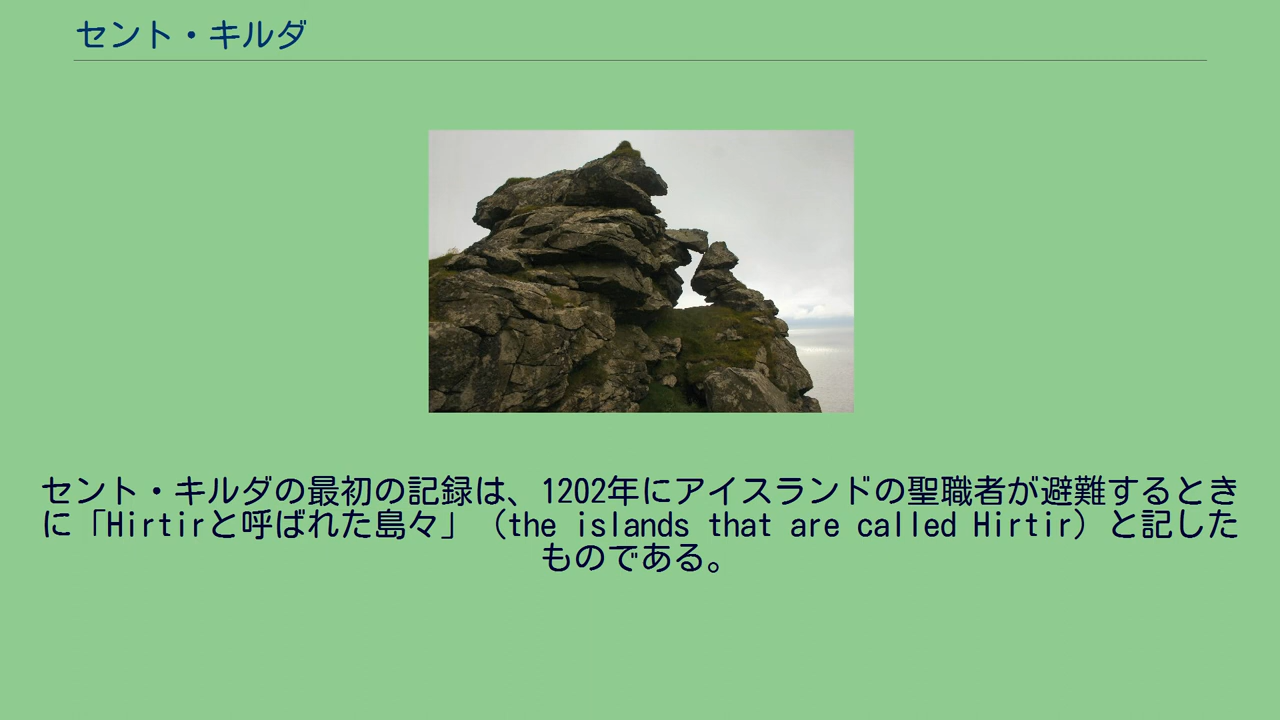 セント・キルダ
セント・キルダの最初の記録は、1202年にアイスランドの聖職者が避難するとき
に「Hirtirと呼ばれた島々」（the islands that are called Hirtir）と記した
ものである。